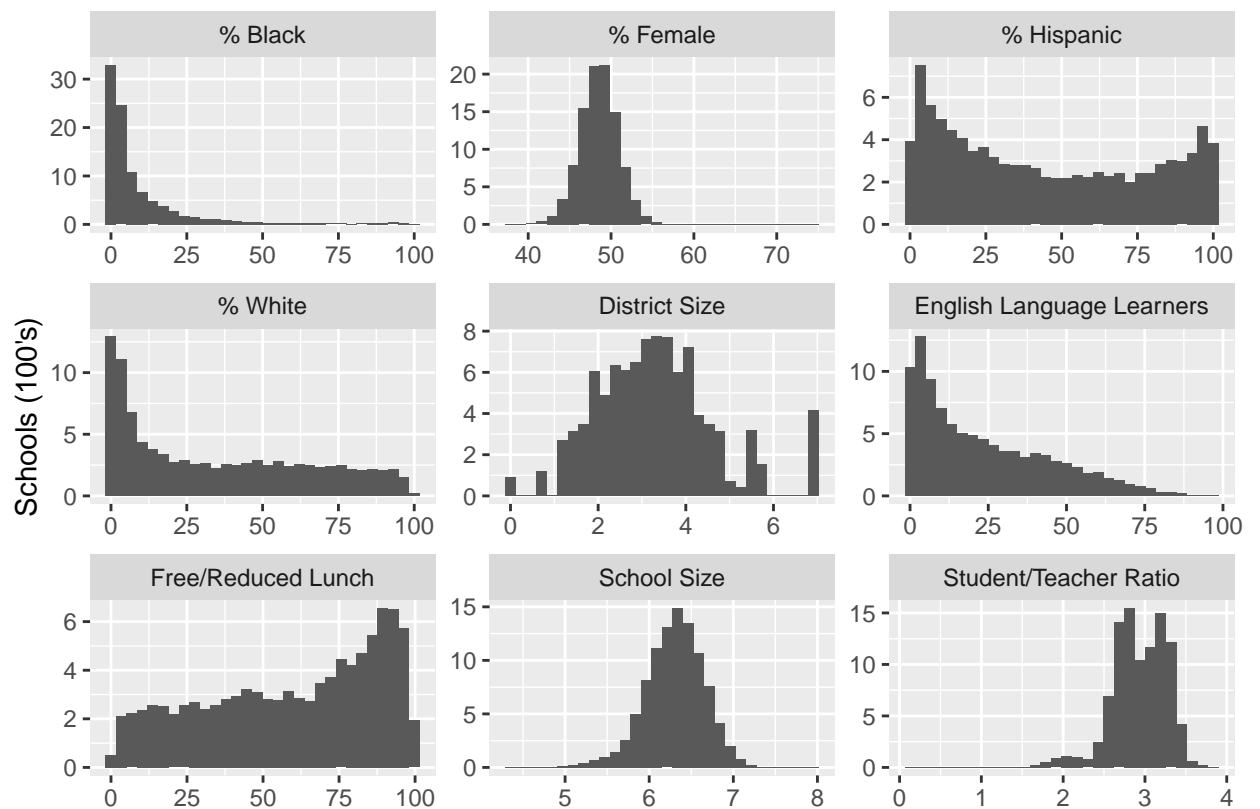 % Black
% Female
% Hispanic
30
20
10
0
0 25 50 75 100
20
15
10
5
0
40 50 60 70
6
4
2
0
0 25 50 75 100
Schools (100's)
% White
District Size
English Language Learners
10
5
0
0 25 50 75 100
8
6
4
2
0
0 2 4 6
10
5
0
0 25 50 75 100
Free/Reduced Lunch
School Size
Student/Teacher Ratio
6
4
2
0
0 25 50 75 100
15
10
5
0
5 6 7 8
15
10
5
0
0 1 2 3 4